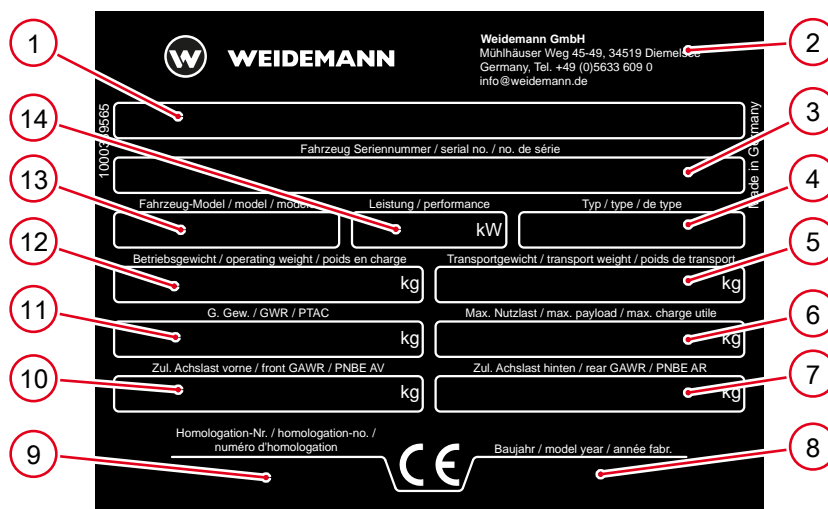 1
2
3
4
5
6
7
8
9
10
11
12
13
14
W WEIDEMANN
Weidemann GmbH
Mühlhäuser Weg 45-49, 34519 Diemelsee
Germany, Tel. +49 (0)5633 609 0
info@weidemann.de
Made in Germany
Fahrzeug Seriennummer / serial no. / no. de série
Fahrzeug-Model / model /
Leistung / performance
Typ / type / de type
kW
Betriebsgewicht / operating weight / poids en charge
Transportgewicht / transport weight / poids de transport
kg
kg
G. Gew. / GWR / PTAC
Max. Nutzlast / max. payload / max. charge utile
kg
kg
Zul. Achslast vorne / front GAWR / PNBE AV
Zul. Achslast hinten / rear GAWR / PNBE AR
kg
kg
Homologation-Nr. / homologation-no. /
numéro d'homologation
CE
Baujahr / model year / année fabr.